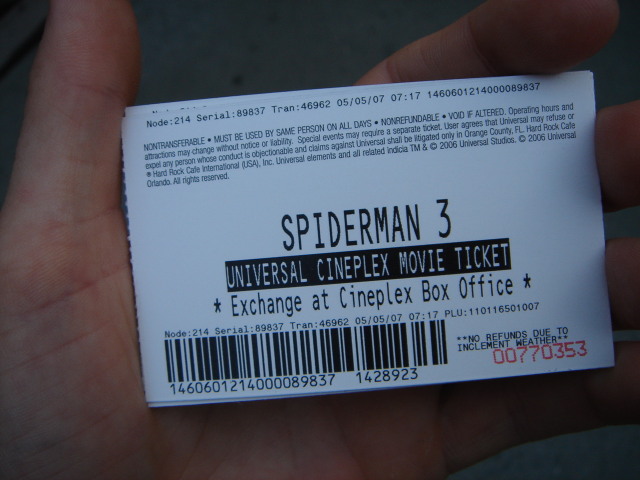 Node:214 Serial:89837 Tran:46962 05/05/07 07:17 1460601214000089837
NONTRANSFERABLE • MUST BE USED BY SAME PERSON ON ALL DAYS • NONREFUNDABLE • VOID IF ALTERED. Operating hours and
attractions may change without notice or liability. Special events may require a separate ticket. User agrees that Universal may refuse or
expel any person whose conduct is objectionable and claims against Universal shall be litigated only in Orange County, FL. Hard Rock Cafe
® Hard Rock Cafe International (USA), Inc. Universal elements and all related indicia TM & © 2006 Universal Studios. © 2006 Universal
Orlando. All rights reserved.
SPIDERMAN 3
UNIVERSAL CINEPLEX MOVIE TICKET
* Exchange at Cineplex Box Office *
Node:214 Serial:89837 Tran:46962 05/05/07 07:17 PLU:110116501007
**NO REFUNDS DUE TO
INCLEMENT WEATHER**
00770353
1460601214000089837 1428923